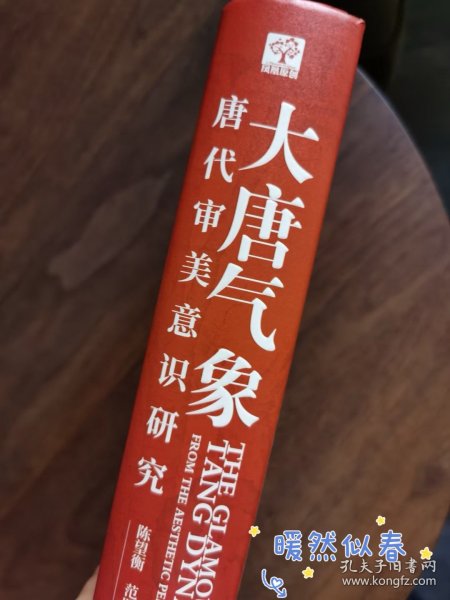 凤凰原创
大唐气象
唐代审美意识研究
THE GLAMO
TANG DYN
FROM THE AESTHETIC PE
陈望衡
范
暖然似春
孔夫子旧书网
www.kongfz.com